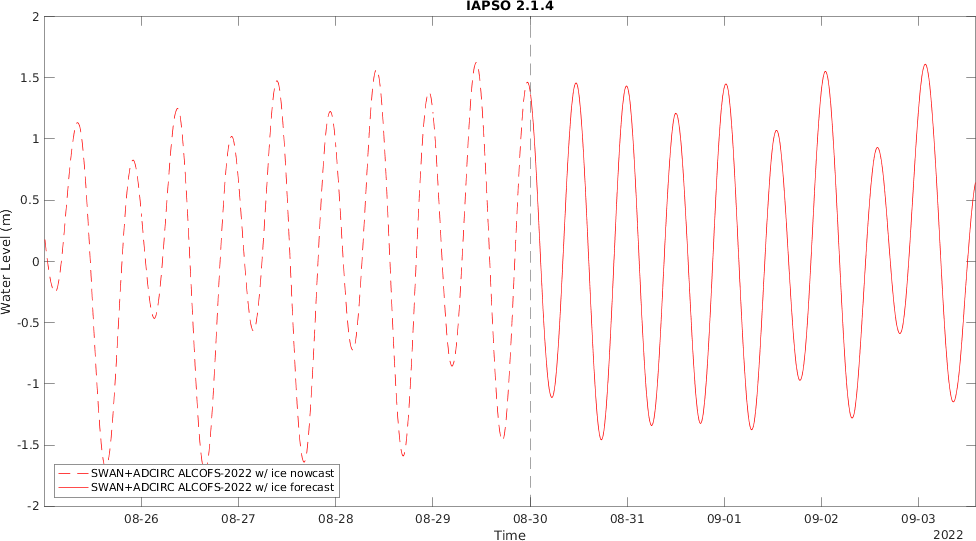 IAPSO 2.1.4
2
1.5
1
0.5
0
-0.5
-1
-1.5
-2
Water Level (m)
SWAN+ADCIRC ALCOFS-2022 w/ ice nowcast
SWAN+ADCIRC ALCOFS-2022 w/ ice forecast
08-26 08-27 08-28 08-29 08-30 08-31 09-01 09-02 09-03
Time
2022